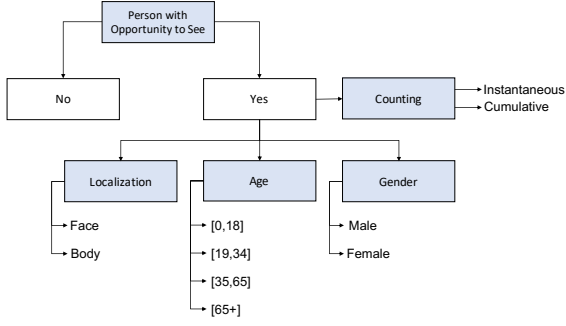 Person with
Opportunity to See
No
Yes
Counting
Instantaneous
Cumulative
Localization
Age
Gender
Face
Body
[0,18]
[19,34]
[35,65]
[65+]
Male
Female